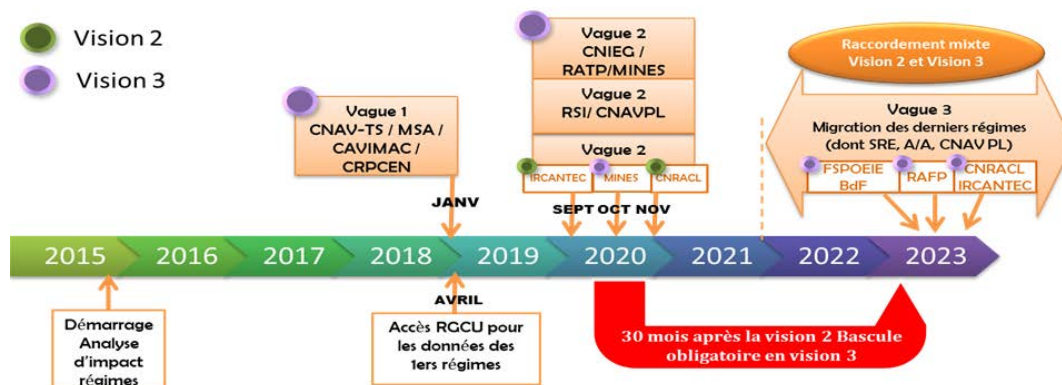 Vision 2
Vision 3
Vague 1
CNAV-TS / MSA /
CAVIMAC /
CRPCEN
Vague 2
CNIEG /
RATP/MINES
Vague 2
RSI/ CNAVPL
Vague 2
IRCANTEC
MINES
CNRACL
Raccordement mixte
Vision 2 et Vision 3
Vague 3
Migration des derniers régimes
(dont SRE, A/A, CNAV PL)
FSPOEIE
BdF
RAFP
CNRACL
IRCANTEC
JANV
SEPT OCT NOV
2015 2016 2017 2018 2019 2020 2021 2022 2023
Démarrage
Analyse
d'impact
régimes
AVRIL
Accès RGCU pour
les données des
1ers régimes
30 mois après la vision 2 Bascule
obligatoire en vision 3